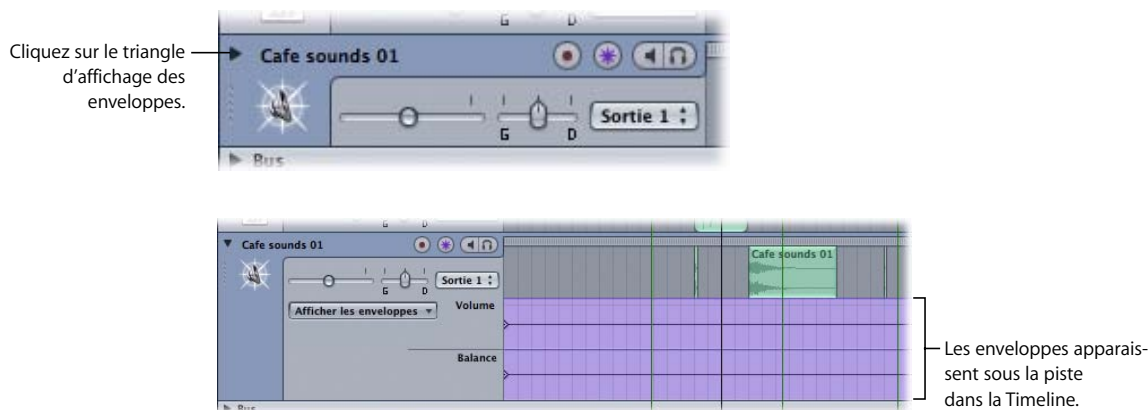 G D
Cliquez sur le triangle
d'affichage des
enveloppes.
Cafe sounds 01
Sortie 1
G D
Bus
G D
Cafe sounds 01
Cafe sounds 01
Sortie 1
G D
Afficher les enveloppes
Volume
Balance
Les enveloppes apparais-
sent sous la piste
dans la Timeline.
Bus